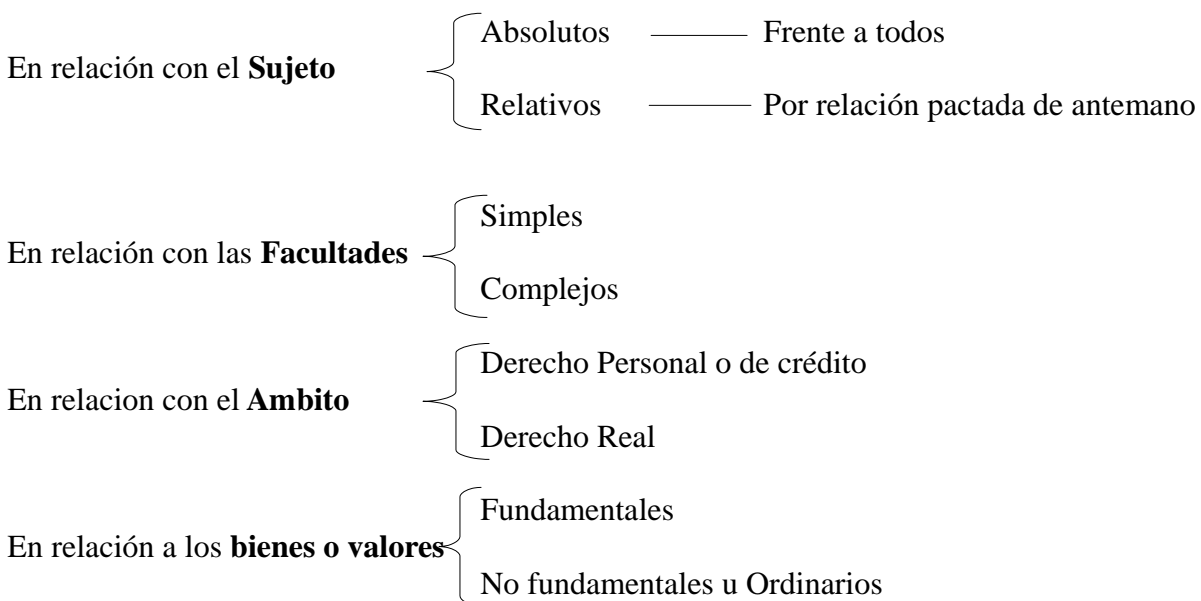 Absolutos Frente a todos
En relación con el Sujeto
Relativos Por relación pactada de antemano
Simples
En relación con las Facultades
Complejos
Derecho Personal o de crédito
En relacion con el Ambito
Derecho Real
Fundamentales
En relación a los bienes o valores
No fundamentales u Ordinarios